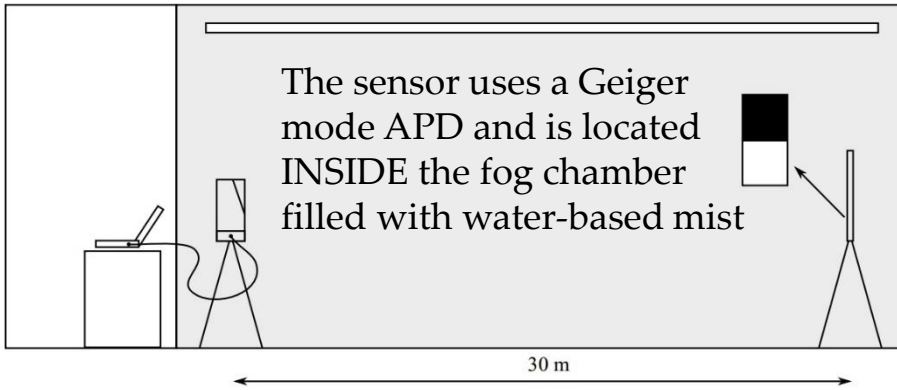 The sensor uses a Geiger
mode APD and is located
INSIDE the fog chamber
filled with water-based mist
30 m